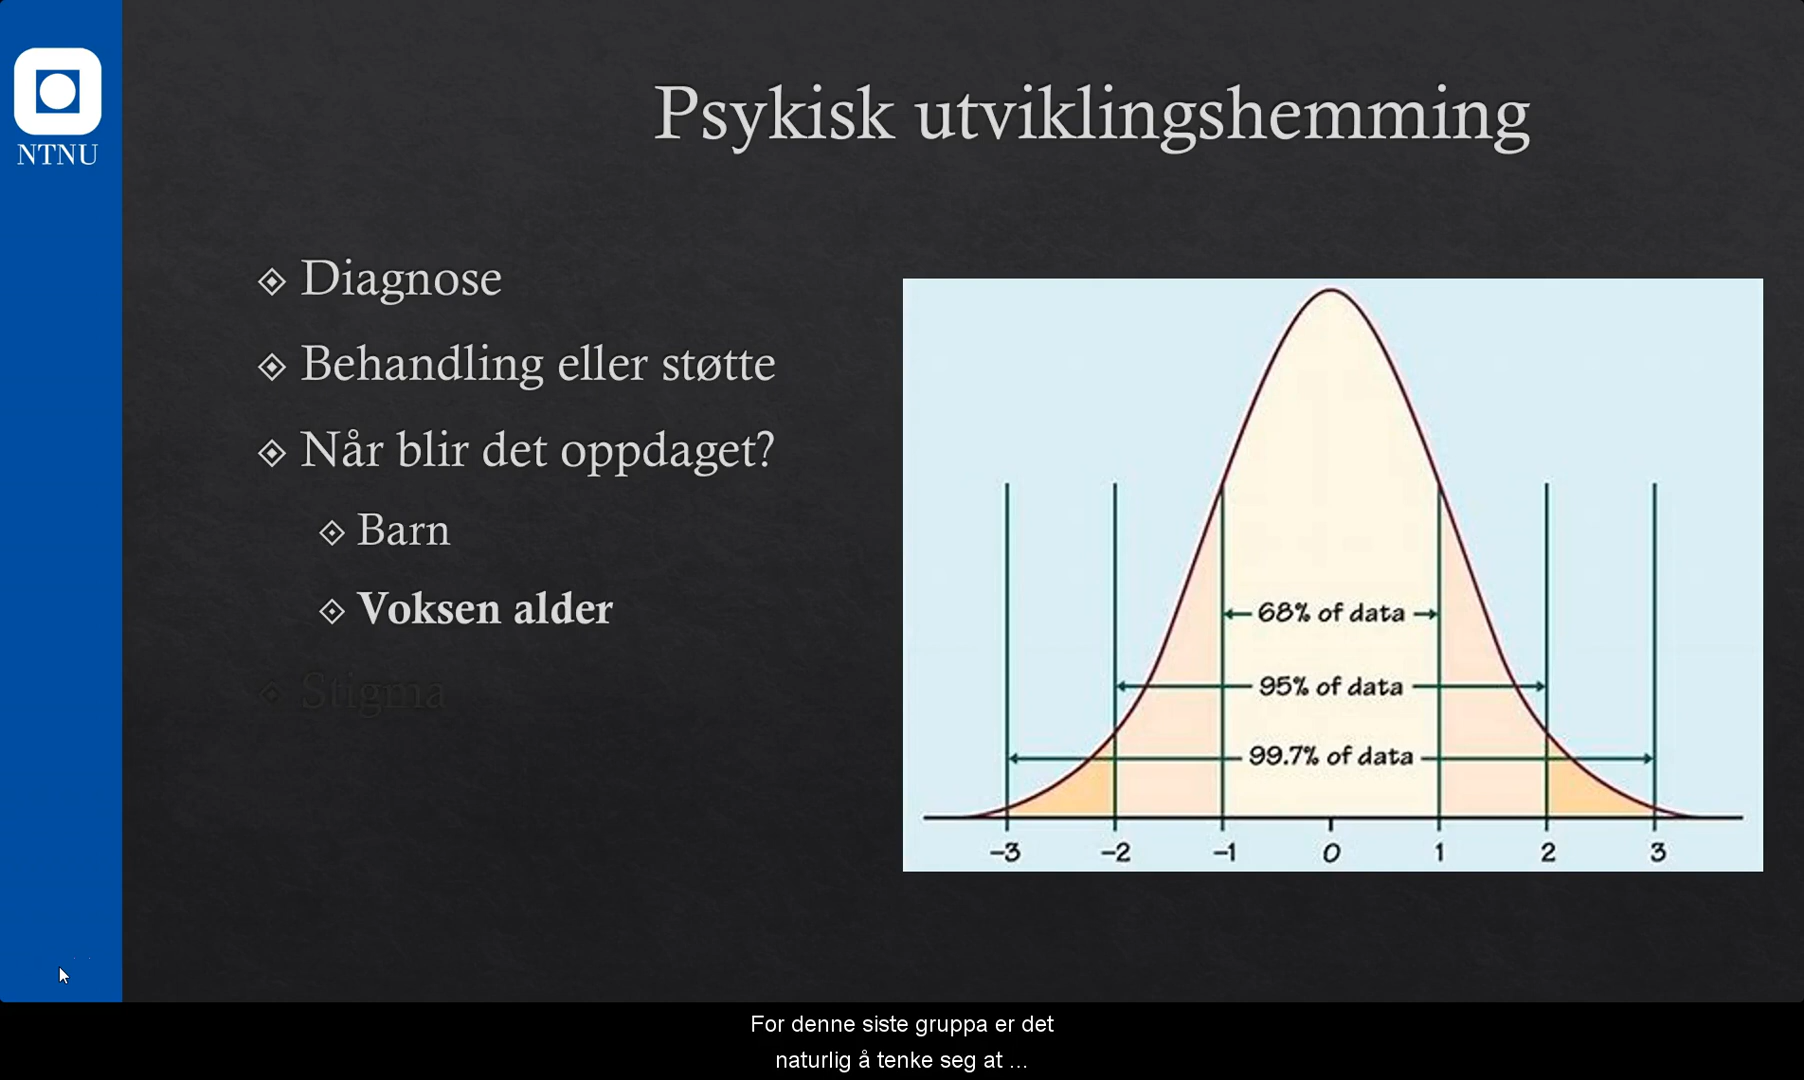 NTNU
Psykisk utviklingshemming
Diagnose
Behandling eller støtte
Når blir det oppdaget?
Barn
Voksen alder
Stigma
68% of data
95% of data
99.7% of data
-3 -2 -1 0 1 2 3
For denne siste gruppa er det
naturlig å tenke seg at ...